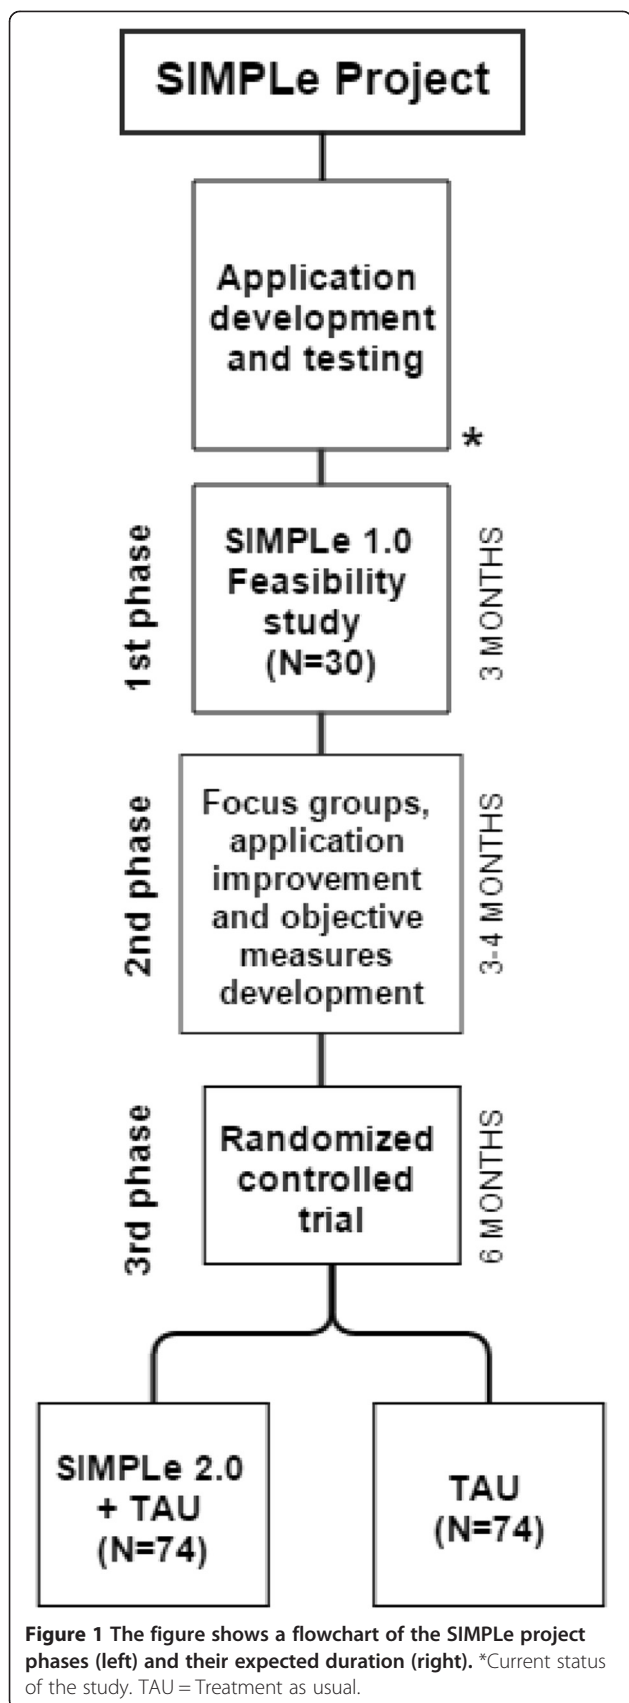 SIMPLe Project
Application
development
and testing
*
1st phase
SIMPLe 1.0
Feasibility
study
(N=30)
3 MONTHS
2nd phase
Focus groups,
application
improvement
and objective
measures
development
3-4 MONTHS
3rd phase
Randomized
controlled
trial
6 MONTHS
SIMPLe 2.0
+ TAU
(N=74)
TAU
(N=74)
Figure 1 The figure shows a flowchart of the SIMPLe project
phases (left) and their expected duration (right). *Current status
of the study. TAU = Treatment as usual.